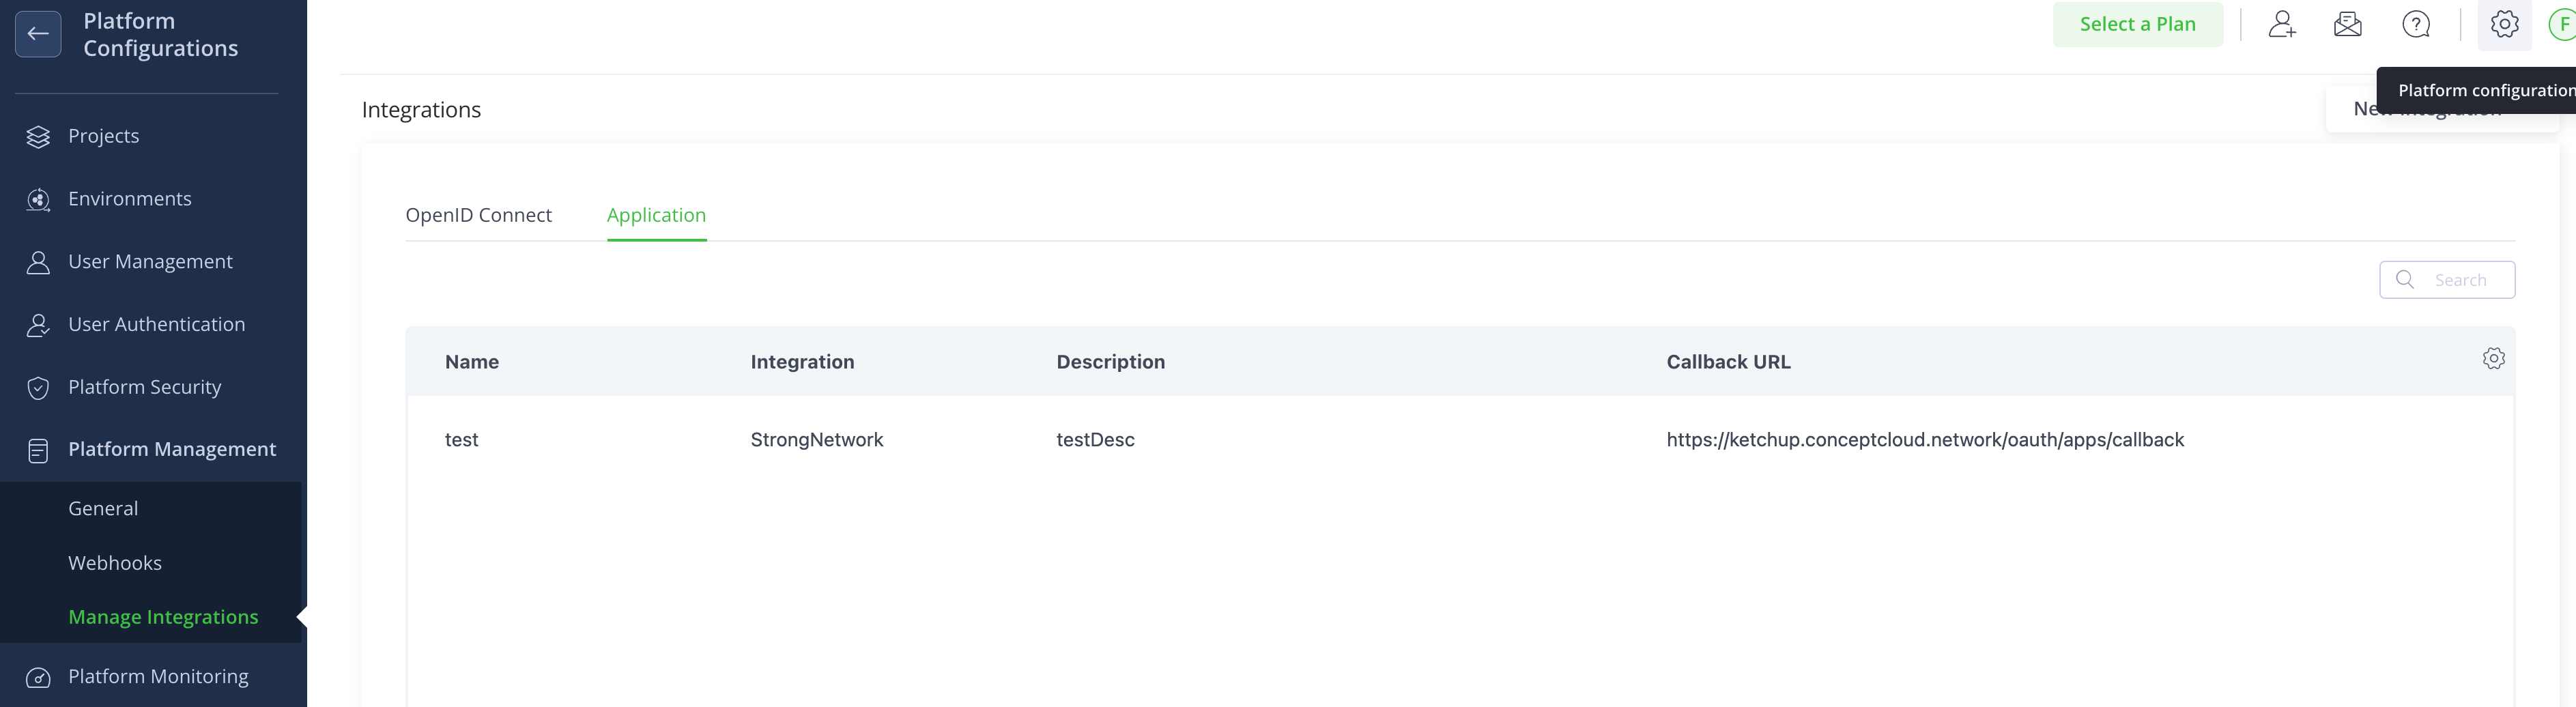 Platform
Configurations
Projects
Environments
User Management
User Authentication
Platform Security
Platform Management
General
Webhooks
Manage Integrations
Platform Monitoring
Select a Plan
F
Platform configuration
Integrations
New Integration
OpenID Connect Application
Search
Name Integration Description Callback URL
test StrongNetwork testDesc https://ketchup.conceptcloud.network/oauth/apps/callback